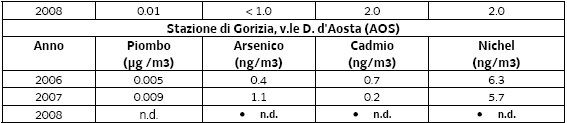 2008 0.01 < 1.0 2.0 2.0
Stazione di Gorizia, v.le D. d'Aosta (AOS)
Anno Piombo Arsenico Cadmio Nichel
(µg /m3) (ng/m3) (ng/m3) (ng/m3)
2006 0.005 0.4 0.7 6.3
2007 0.009 1.1 0.2 5.7
2008 n.d. • n.d. • n.d. • n.d.